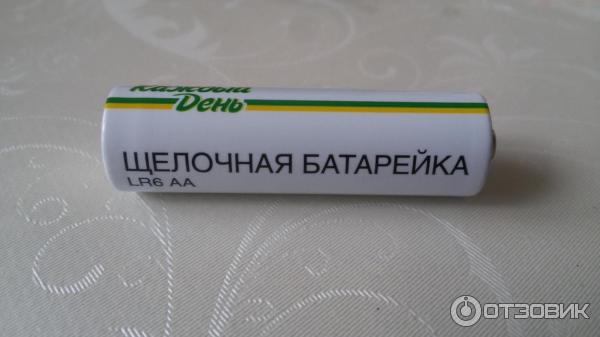 Каждый
День
ЩЕЛОЧНАЯ БАТАРЕЙКА
LR6 AA
ОТЗОВИК